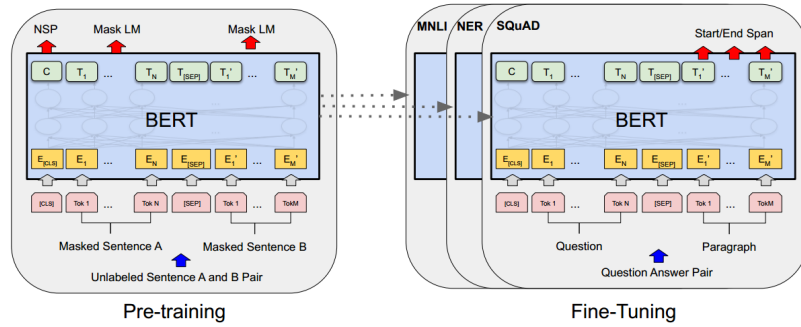 NSP Mask LM Mask LM
C T1 ... TN T[SEP] T1' ... TM'
BERT
E[CLS] E1 ... EN E[SEP] E1' ... EM'
[CLS] Tok 1 ... Tok N [SEP] Tok 1 ... TokM
Masked Sentence A Masked Sentence B
Unlabeled Sentence A and B Pair
Pre-training
MNLI NER SQuAD
Start/End Span
C T1 ... TN T[SEP] T1' ... TM'
BERT
E[CLS] E1 ... EN E[SEP] E1' ... EM'
[CLS] Tok 1 ... Tok N [SEP] Tok 1 ... TokM
Question Paragraph
Question Answer Pair
Fine-Tuning